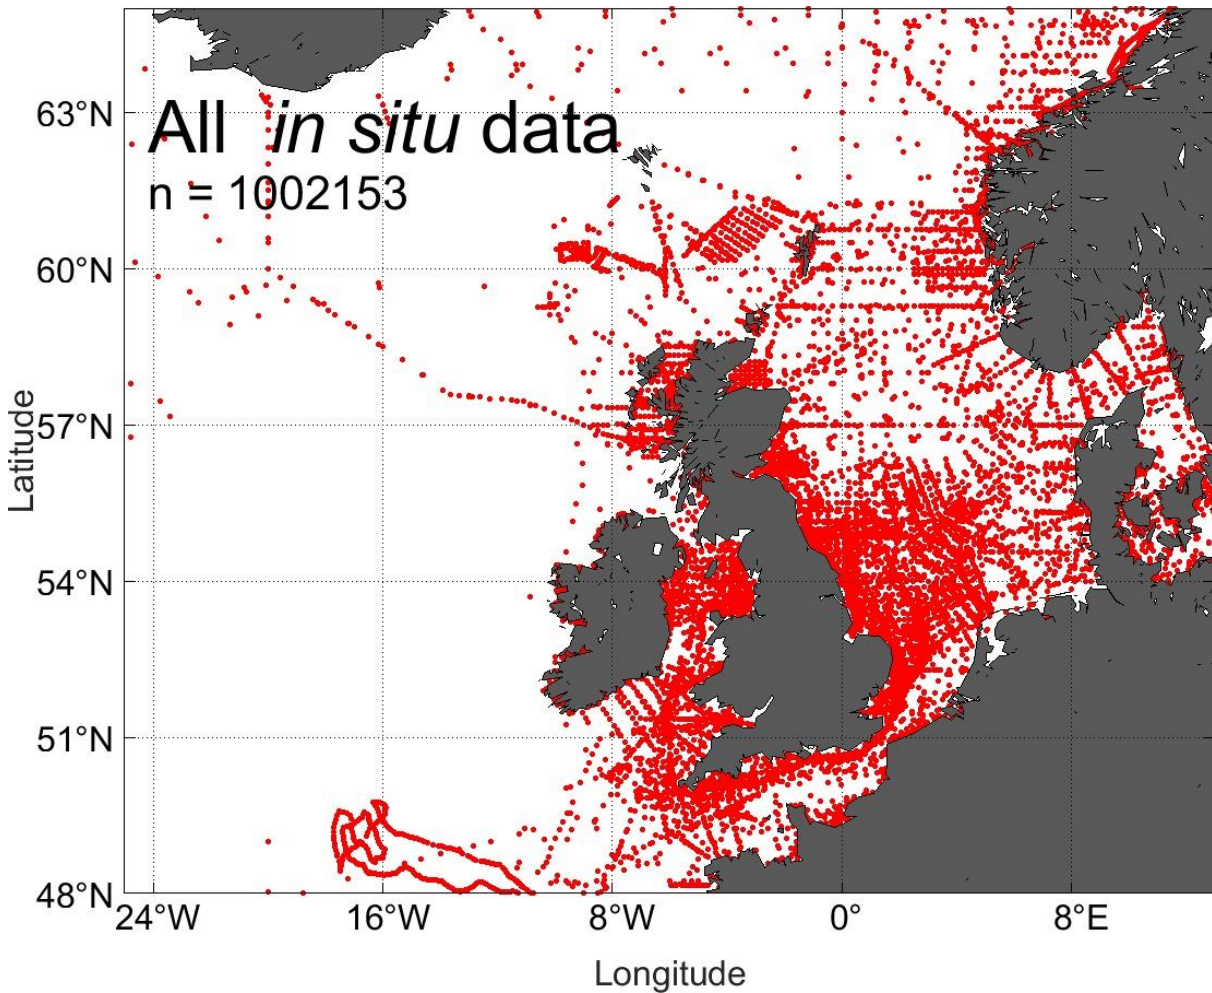 All in situ data
n = 1002153
63°N
60°N
57°N
54°N
51°N
48°N
Latitude
24°W 16°W 8°W 0° 8°E
Longitude